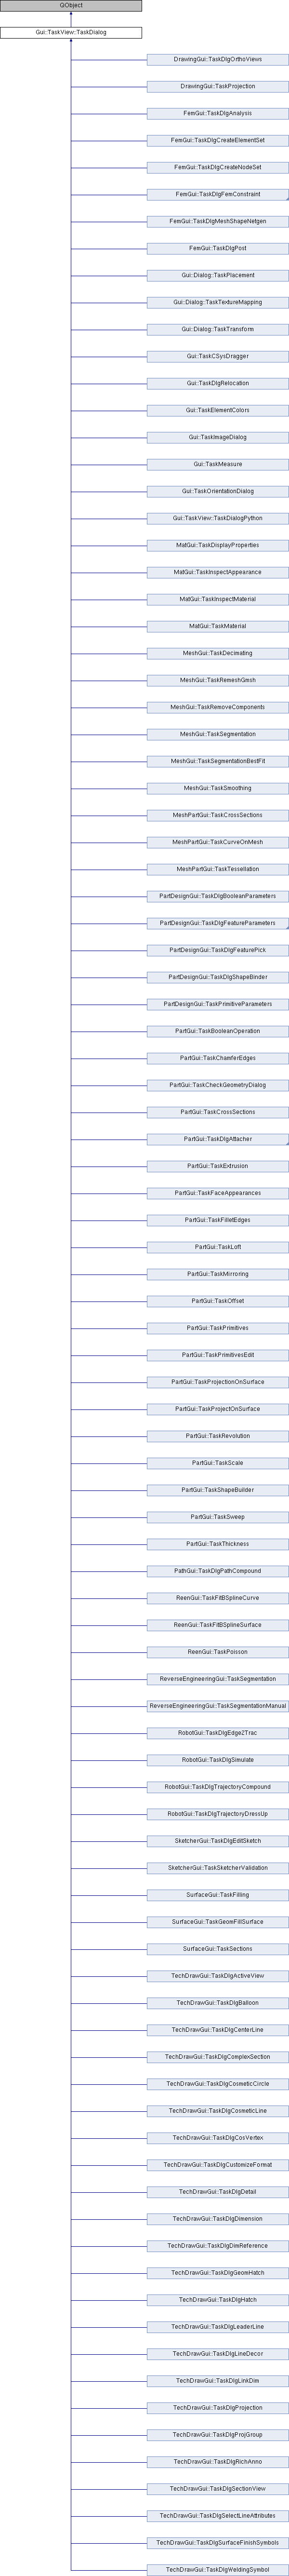 QObject
Gui::TaskView::TaskDialog
DrawingGui::TaskDlgOrthoViews
DrawingGui::TaskProjection
FemGui::TaskDlgAnalysis
FemGui::TaskDlgCreateElementSet
FemGui::TaskDlgCreateNodeSet
FemGui::TaskDlgFemConstraint
FemGui::TaskDlgMeshShapeNetgen
FemGui::TaskDlgPost
Gui::Dialog::TaskPlacement
Gui::Dialog::TaskTextureMapping
Gui::Dialog::TaskTransform
Gui::TaskCSysDragger
Gui::TaskDlgRelocation
Gui::TaskElementColors
Gui::TaskImageDialog
Gui::TaskMeasure
Gui::TaskOrientationDialog
Gui::TaskView::TaskDialogPython
MatGui::TaskDisplayProperties
MatGui::TaskInspectAppearance
MatGui::TaskInspectMaterial
MatGui::TaskMaterial
MeshGui::TaskDecimating
MeshGui::TaskRemeshGmsh
MeshGui::TaskRemoveComponents
MeshGui::TaskSegmentation
MeshGui::TaskSegmentationBestFit
MeshGui::TaskSmoothing
MeshPartGui::TaskCrossSections
MeshPartGui::TaskCurveOnMesh
MeshPartGui::TaskTessellation
PartDesignGui::TaskDlgBooleanParameters
PartDesignGui::TaskDlgFeatureParameters
PartDesignGui::TaskDlgFeaturePick
PartDesignGui::TaskDlgShapeBinder
PartDesignGui::TaskPrimitiveParameters
PartGui::TaskBooleanOperation
PartGui::TaskChamferEdges
PartGui::TaskCheckGeometryDialog
PartGui::TaskCrossSections
PartGui::TaskDlgAttacher
PartGui::TaskExtrusion
PartGui::TaskFaceAppearances
PartGui::TaskFilletEdges
PartGui::TaskLoft
PartGui::TaskMirroring
PartGui::TaskOffset
PartGui::TaskPrimitives
PartGui::TaskPrimitivesEdit
PartGui::TaskProjectionOnSurface
PartGui::TaskProjectOnSurface
PartGui::TaskRevolution
PartGui::TaskScale
PartGui::TaskShapeBuilder
PartGui::TaskSweep
PartGui::TaskThickness
PathGui::TaskDlgPathCompound
ReenGui::TaskFitBSplineCurve
ReenGui::TaskFitBSplineSurface
ReenGui::TaskPoisson
ReverseEngineeringGui::TaskSegmentation
ReverseEngineeringGui::TaskSegmentationManual
RobotGui::TaskDlgEdge2Trac
RobotGui::TaskDlgSimulate
RobotGui::TaskDlgTrajectoryCompound
RobotGui::TaskDlgTrajectoryDressUp
SketcherGui::TaskDlgEditSketch
SketcherGui::TaskSketcherValidation
SurfaceGui::TaskFilling
SurfaceGui::TaskGeomFillSurface
SurfaceGui::TaskSections
TechDrawGui::TaskDlgActiveView
TechDrawGui::TaskDlgBalloon
TechDrawGui::TaskDlgCenterLine
TechDrawGui::TaskDlgComplexSection
TechDrawGui::TaskDlgCosmeticCircle
TechDrawGui::TaskDlgCosmeticLine
TechDrawGui::TaskDlgCosVertex
TechDrawGui::TaskDlgCustomizeFormat
TechDrawGui::TaskDlgDetail
TechDrawGui::TaskDlgDimension
TechDrawGui::TaskDlgDimReference
TechDrawGui::TaskDlgGeomHatch
TechDrawGui::TaskDlgHatch
TechDrawGui::TaskDlgLeaderLine
TechDrawGui::TaskDlgLineDecor
TechDrawGui::TaskDlgLinkDim
TechDrawGui::TaskDlgProjection
TechDrawGui::TaskDlgProjGroup
TechDrawGui::TaskDlgRichAnno
TechDrawGui::TaskDlgSectionView
TechDrawGui::TaskDlgSelectLineAttributes
TechDrawGui::TaskDlgSurfaceFinishSymbols
TechDrawGui::TaskDlgWeldingSymbol